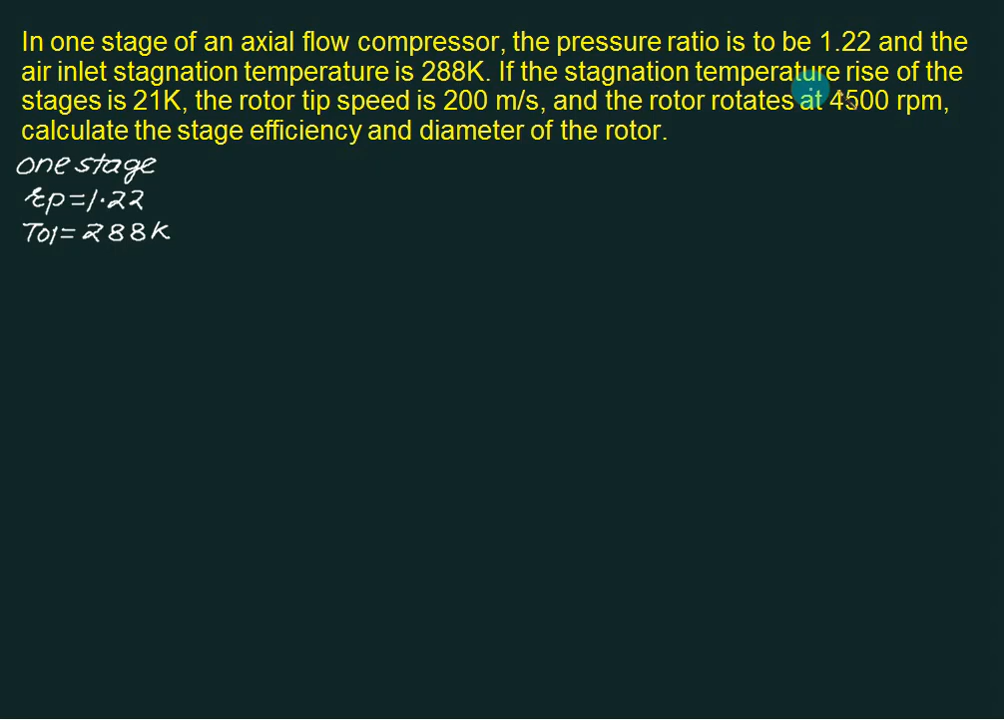 In one stage of an axial flow compressor, the pressure ratio is to be 1.22 and the
air inlet stagnation temperature is 288K. If the stagnation temperature rise of the
stages is 21K, the rotor tip speed is 200 m/s, and the rotor rotates at 4500 rpm,
calculate the stage efficiency and diameter of the rotor.
one stage
rp=1.22
T01= 288K